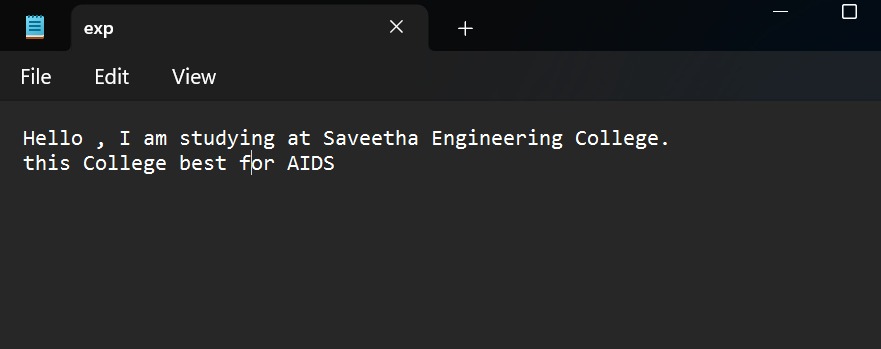 exp
File Edit View
Hello , I am studying at Saveetha Engineering College.
this College best for AIDS